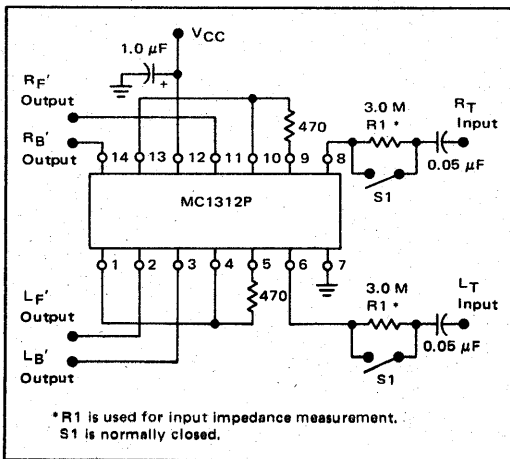 V CC
1.0 μF
+
RF' Output
RB' Output
470
3.0 M
R1 *
RT Input
0.05 μF
S1
14 13 12 11 10 9 8
MC1312P
1 2 3 4 5 6 7
470
3.0 M
R1 *
LT Input
0.05 μF
S1
LF' Output
LB' Output
*R1 is used for input impedance measurement.
S1 is normally closed.